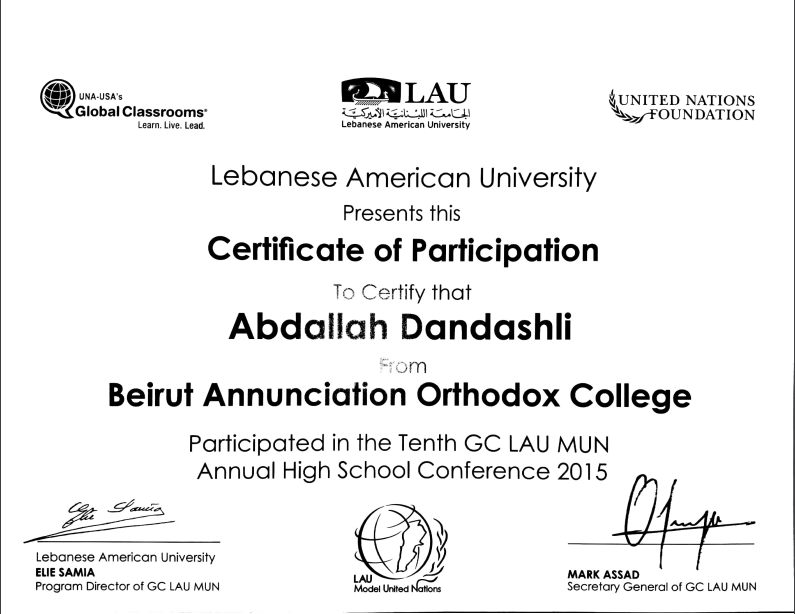 UNA-USA's
Global Classrooms®
Learn. Live. Lead.
LAU
الجامعة اللبنانية الأميركية
Lebanese American University
UNITED NATIONS
FOUNDATION
Lebanese American University
Presents this
Certificate of Participation
To Certify that
Abdallah Dandashli
From
Beirut Annunciation Orthodox College
Participated in the Tenth GC LAU MUN
Annual High School Conference 2015
Lebanese American University
ELIE SAMIA
Program Director of GC LAU MUN
LAU
Model United Nations
MARK ASSAD
Secretary General of GC LAU MUN